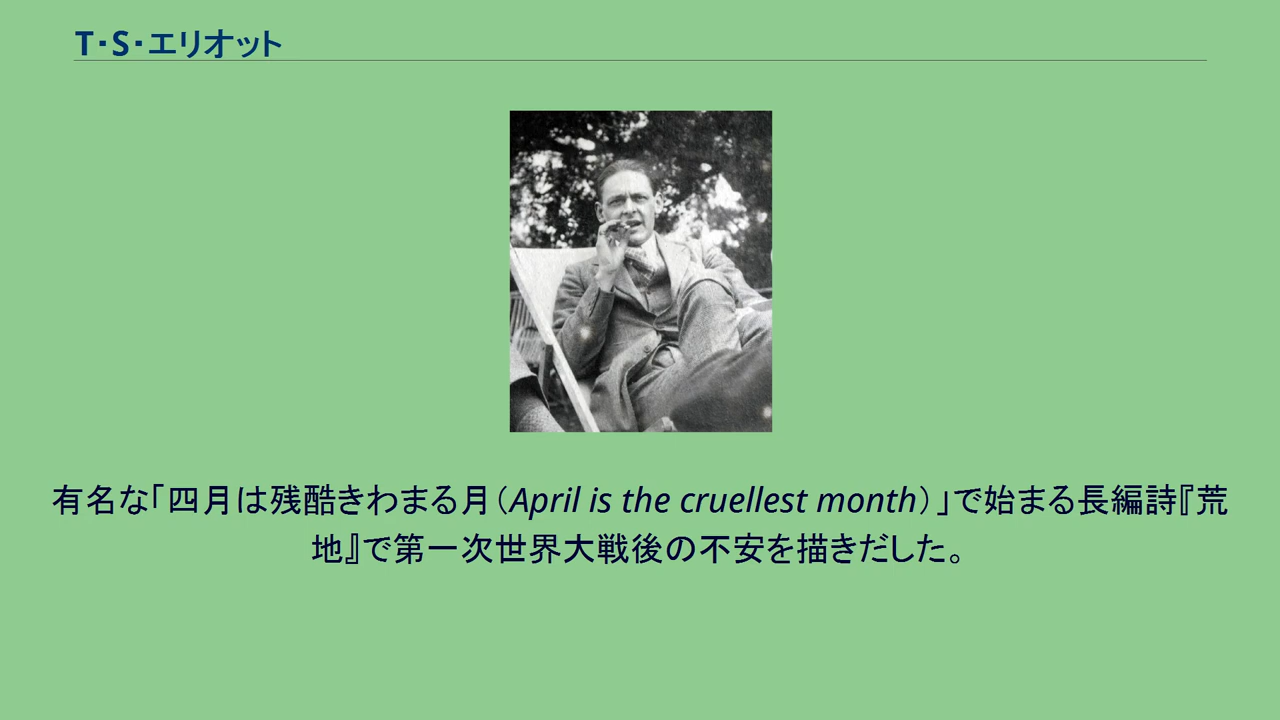 T・S・エリオット
有名な「四月は残酷きわまる月（April is the cruellest month）」で始まる長編詩『荒
地』で第一次世界大戦後の不安を描きだした。